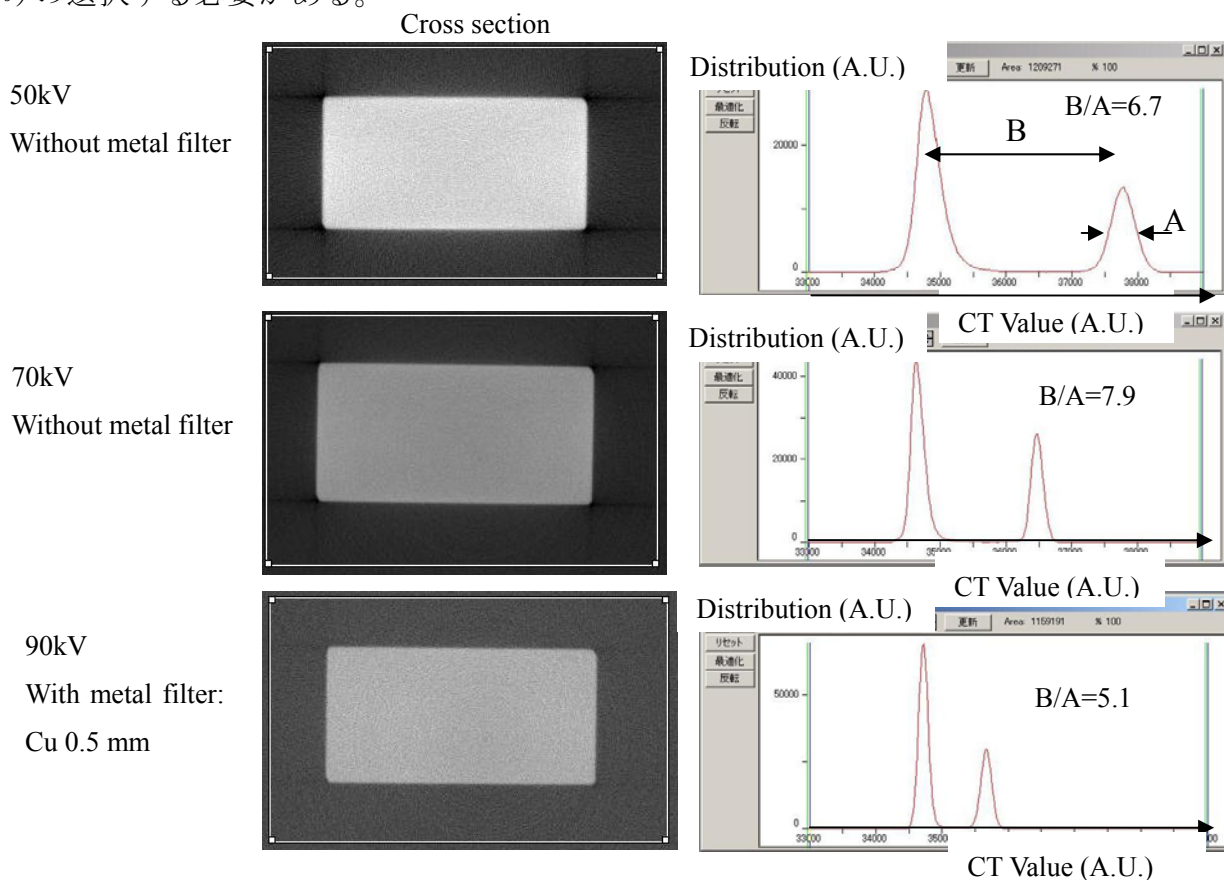 の選択する必要がある。
Cross section
50kV
Without metal filter
Distribution (A.U.)
更新 Area: 1209271 % 100
最適化
反転
B/A=6.7
B
A
20000
0
33000 34000 35000 36000 37000 38000
CT Value (A.U.)
70kV
Without metal filter
Distribution (A.U.)
最適化
反転
B/A=7.9
40000
20000
0
33000 34000 35000 36000 37000 38000
CT Value (A.U.)
90kV
With metal filter:
Cu 0.5 mm
Distribution (A.U.)
更新 Area: 1159191 % 100
リセット
最適化
反転
B/A=5.1
50000
0
33000 34000 35000
CT Value (A.U.)